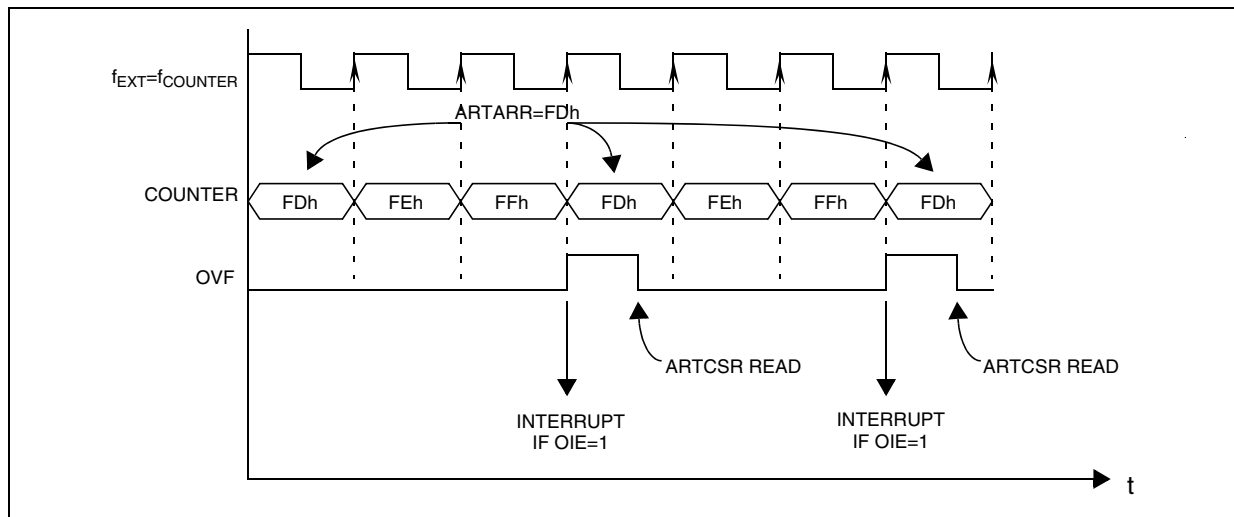 fEXT=fCOUNTER
ARTARR=FDh
COUNTER
FDh FEh FFh FDh FEh FFh FDh
OVF
ARTCSR READ ARTCSR READ
INTERRUPT INTERRUPT
IF OIE=1 IF OIE=1
t